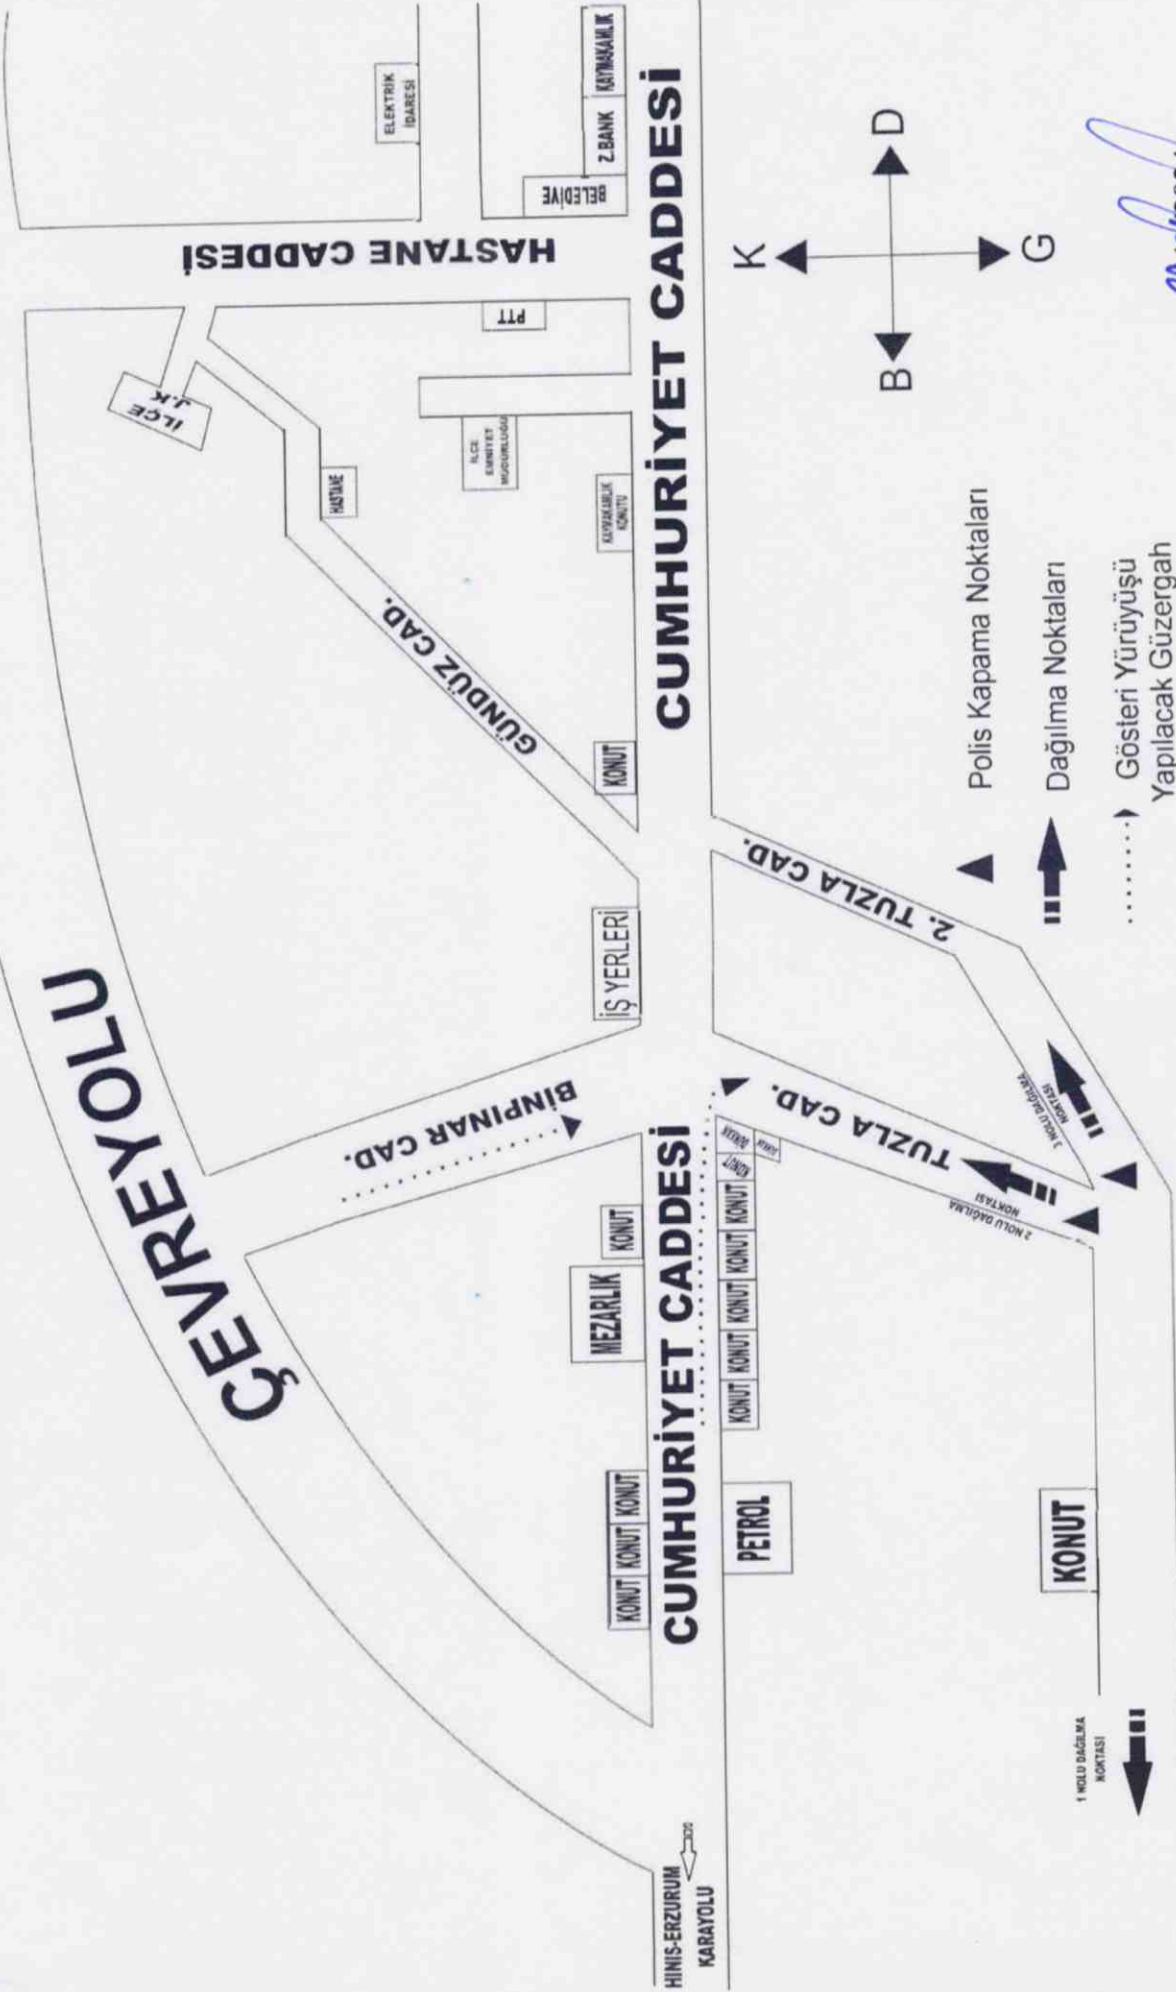 ÇEVREYOLU
HASTANE CADDESİ
ELEKTRİK
İDARESİ
BELEDİYE
Z.BANK
KAYMAKAMLIK
İLÇE
J.K
HASTANE
PTT
İLÇE
EMNİYET
MÜDÜRLÜĞÜ
KAYMAKAMLIK
KONUTU
GÜNDÜZ CAD.
KONUT
İŞ YERLERİ
BİNPINAR CAD.
KONUT
MEZARLIK
KONUT KONUT KONUT
CUMHURİYET CADDESİ
CUMHURİYET CADDESİ
HINIS-ERZURUM
KARAYOLU
PETROL
KONUT KONUT KONUT KONUT KONUT KONUT
TUZLA CAD.
2. TUZLA CAD.
2 NOLU DAĞILMA
NOKTASI
3 NOLU DAĞILMA
NOKTASI
KONUT
1 NOLU DAĞILMA
NOKTASI
K
B
D
G
Polis Kapama Noktaları
Dağılma Noktaları
Gösteri Yürüyüşü
Yapılacak Güzergah